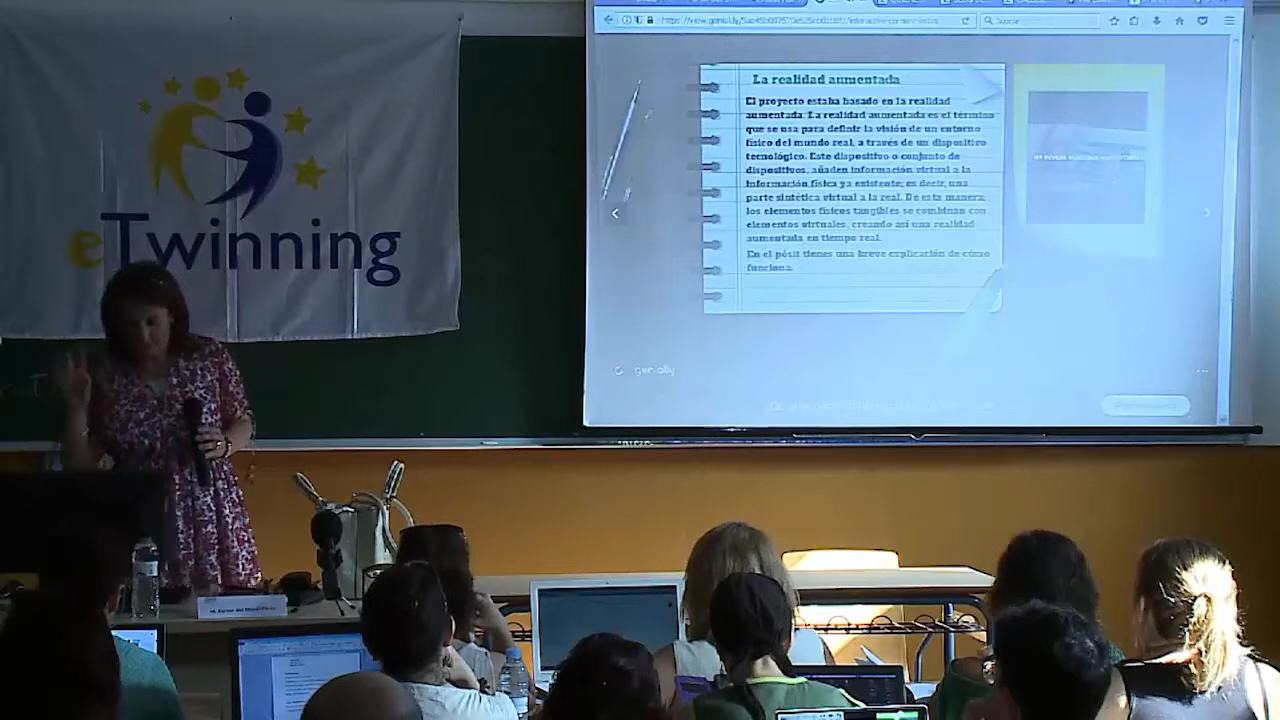 eTwinning
La realidad aumentada
El proyecto estaba basado en la realidad
aumentada. La realidad aumentada es el término
que se usa para definir la visión de un entorno
físico del mundo real, a través de un dispositivo
tecnológico. Este dispositivo o conjunto de
dispositivos, añaden información virtual a la
información física ya existente; es decir, una
parte sintética virtual a la real. De esta manera;
los elementos físicos tangibles se combinan con
elementos virtuales, creando así una realidad
aumentada en tiempo real.
En el pósit tienes una breve explicación de cómo
funciona.
genially
Buscar